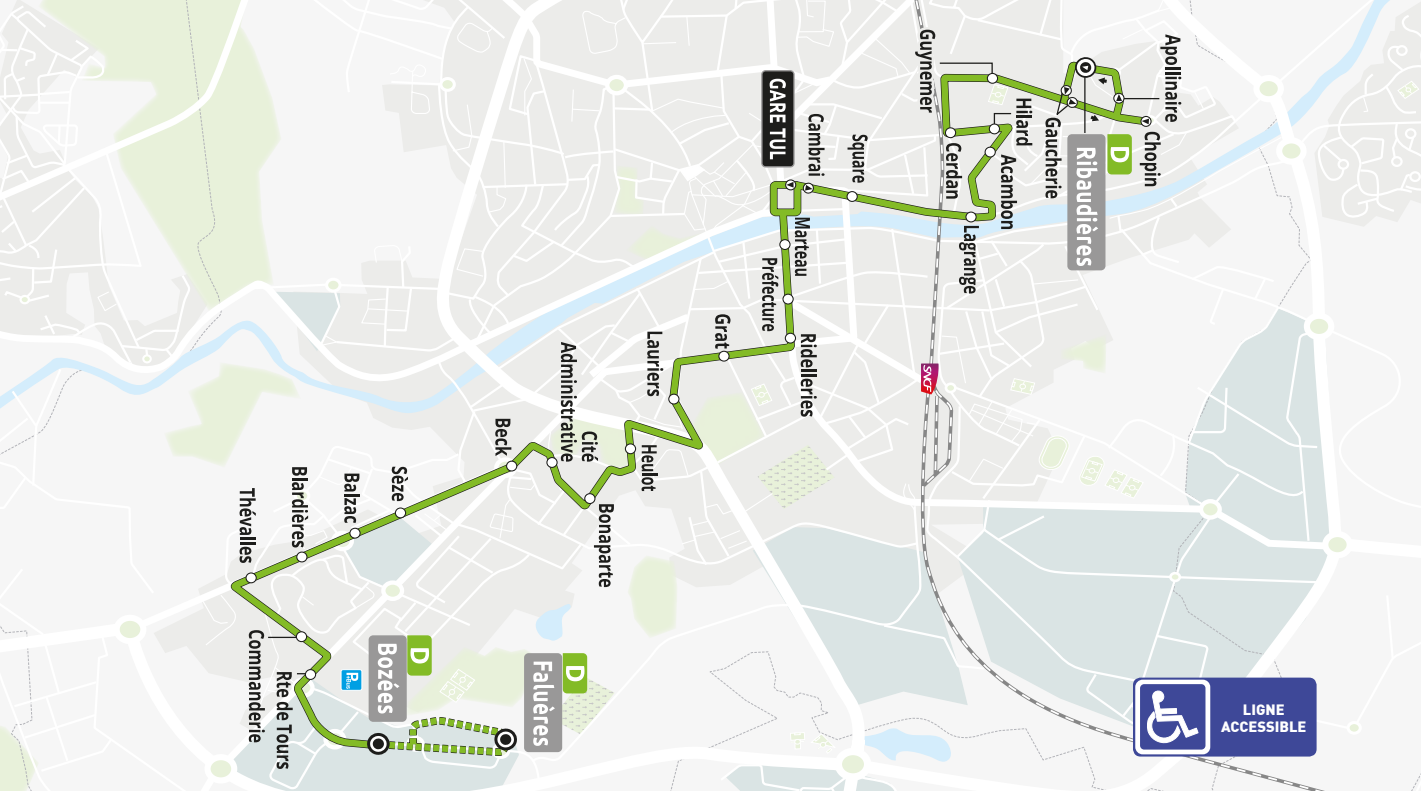 Apollinaire
Chopin
Gaucherie
D
Ribaudières
Guynemer
Hilard
Acambon
Cerdan
Lagrange
Square
Cambrai
GARE TUL
Marteau
Préfecture
Ridelleries
Grat
Lauriers
SNCF
Heulot
Cité
Administrative
Bonaparte
Beck
Sèze
Balzac
Blardières
Thévalles
Commanderie
Rte de Tours
D
Bozées
D
Faluères
LIGNE
ACCESSIBLE